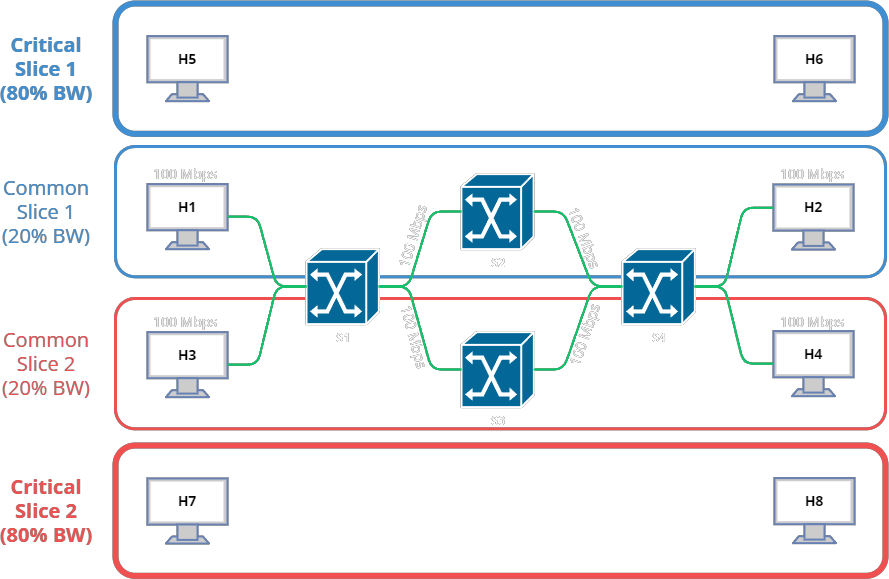 Critical
Slice 1
(80% BW)
H5
H6
Common
Slice 1
(20% BW)
100 Mbps
H1
100 Mbps
100 Mbps
S2
100 Mbps
H2
S1
S4
Common
Slice 2
(20% BW)
100 Mbps
H3
100 Mbps
100 Mbps
S3
100 Mbps
H4
Critical
Slice 2
(80% BW)
H7
H8